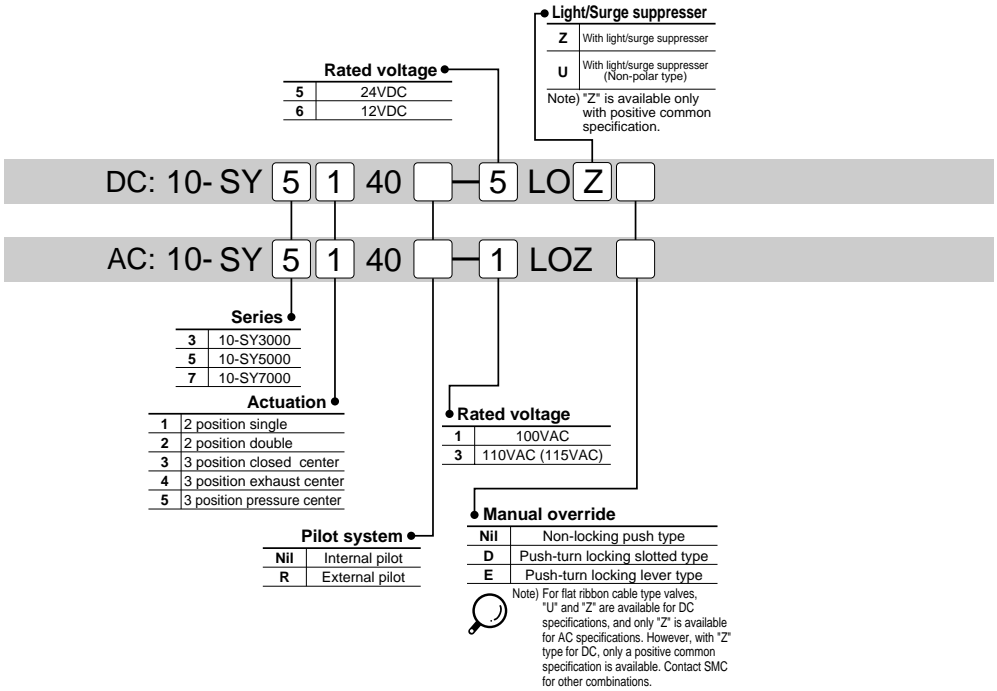 Light/Surge suppresser
Z With light/surge suppresser
U With light/surge suppresser
(Non-polar type)
Note) "Z" is available only
with positive common
specification.
Rated voltage
5 24VDC
6 12VDC
DC: 10- SY 5 1 40 5 LO Z
AC: 10- SY 5 1 40 1 LOZ
Series
3 10-SY3000
5 10-SY5000
7 10-SY7000
Actuation
1 2 position single
2 2 position double
3 3 position closed center
4 3 position exhaust center
5 3 position pressure center
Pilot system
Nil Internal pilot
R External pilot
Rated voltage
1 100VAC
3 110VAC (115VAC)
Manual override
Nil Non-locking push type
D Push-turn locking slotted type
E Push-turn locking lever type
Note) For flat ribbon cable type valves,
"U" and "Z" are available for DC
specifications, and only "Z" is available
for AC specifications. However, with "Z"
type for DC, only a positive common
specification is available. Contact SMC
for other combinations.